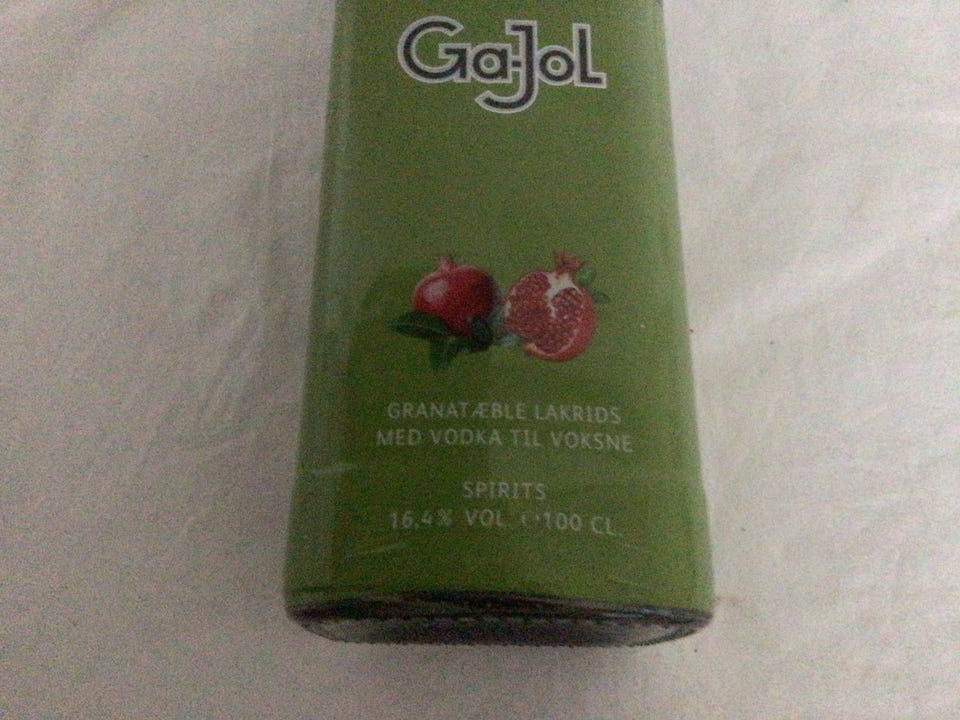 Ga-Jol
GRANATÆBLE LAKRIDS
MED VODKA TIL VOKSNE
SPIRITS
16,4% VOL 100 CL.